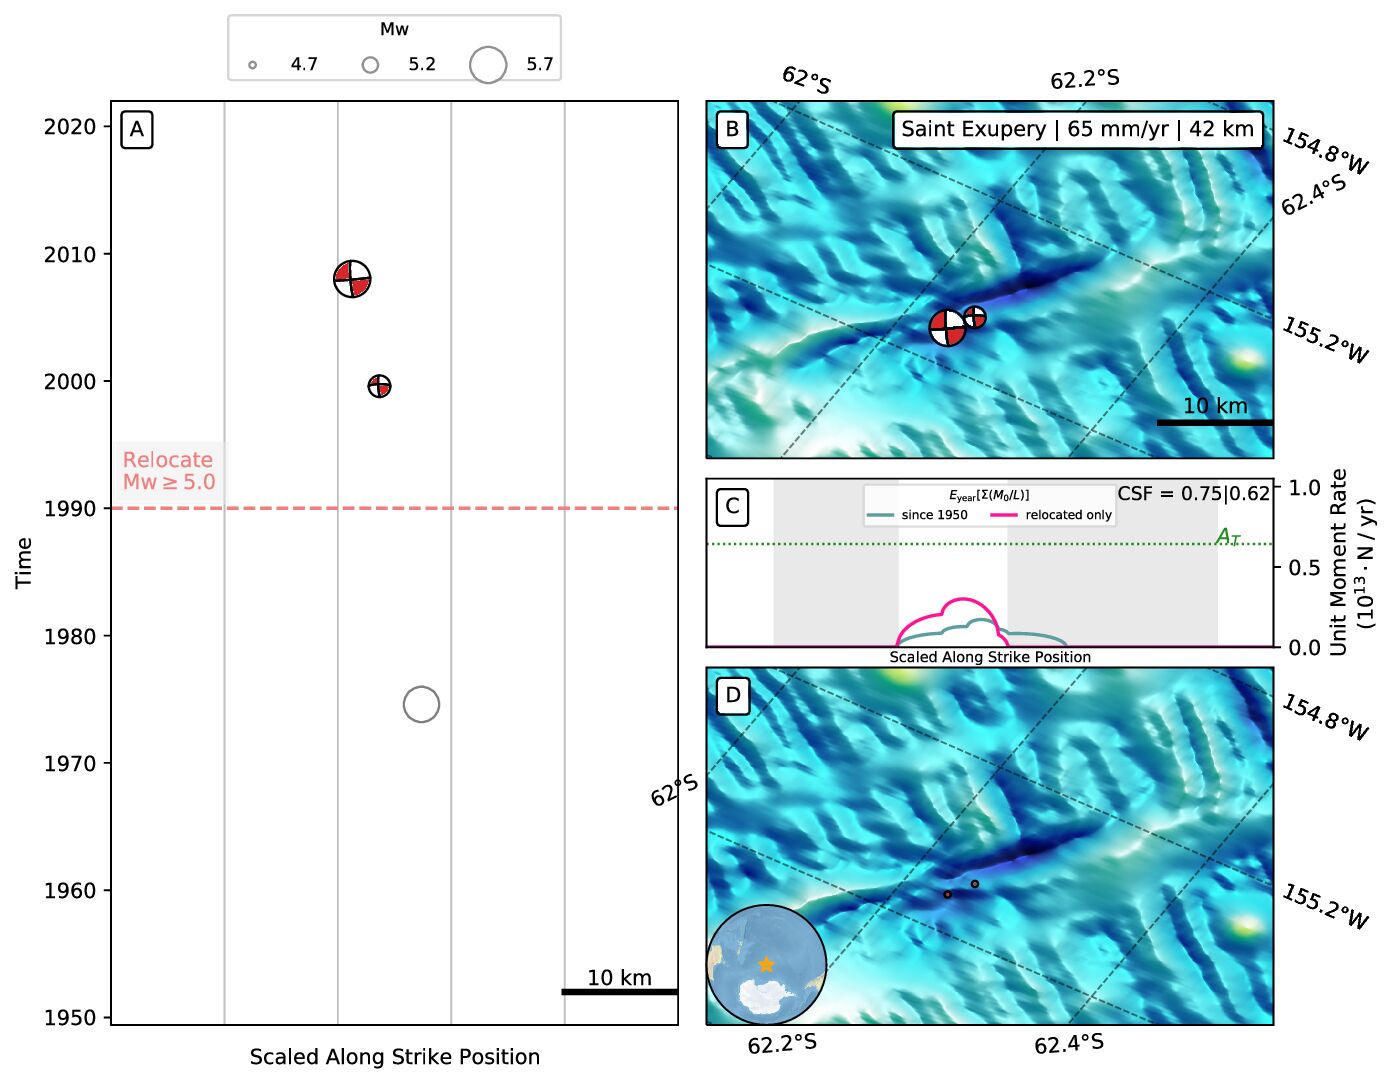 Mw
4.7 5.2 5.7
A
2020
2010
2000
1990
1980
1970
1960
1950
Time
Relocate
Mw ≥ 5.0
10 km
Scaled Along Strike Position
62°S 62.2°S
B
Saint Exupery | 65 mm/yr | 42 km
154.8°W
62.4°S
155.2°W
10 km
C
E_year[Σ(M_0/L)]
since 1950 relocated only
CSF = 0.75|0.62
A_T
1.0
0.5
0.0
Unit Moment Rate
(10^13 · N / yr)
Scaled Along Strike Position
62°S
D
154.8°W
155.2°W
62.2°S 62.4°S